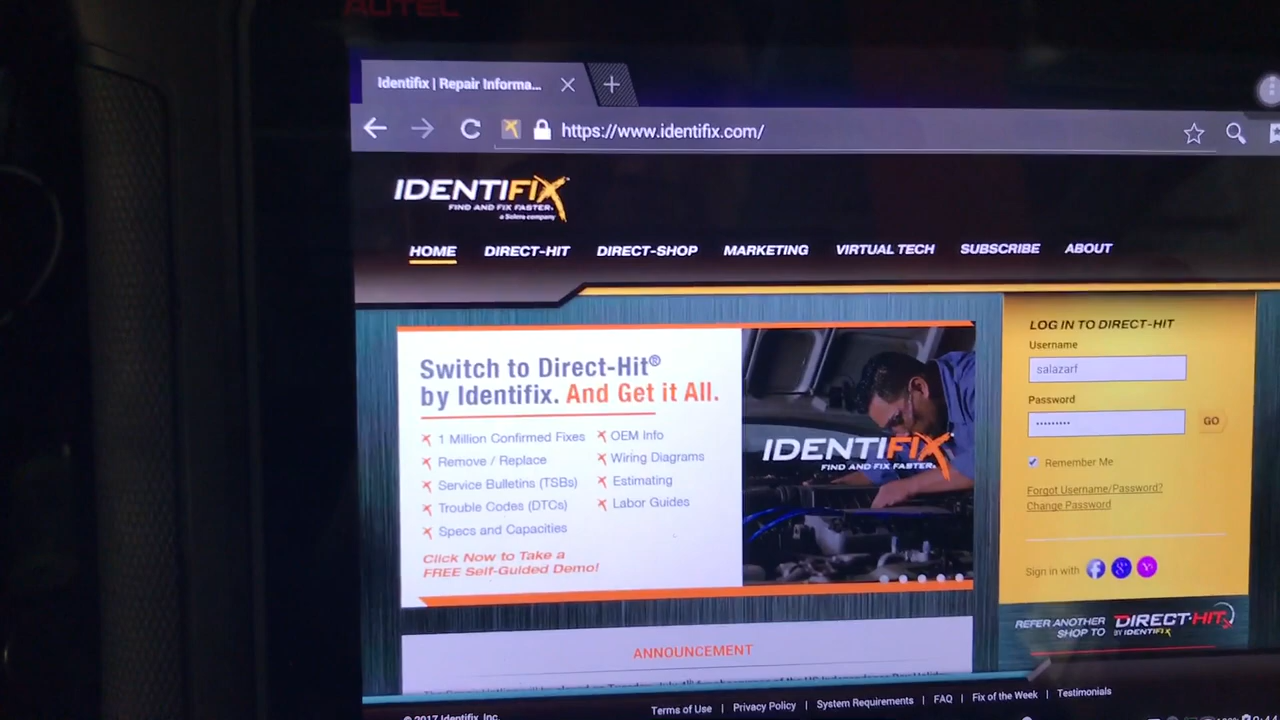 AUTEL
Identifix | Repair Informa...
https://www.identifix.com/
IDENTIFIX
FIND AND FIX FASTER.
a Solera company
HOME DIRECT-HIT DIRECT-SHOP MARKETING VIRTUAL TECH SUBSCRIBE ABOUT
Switch to Direct-Hit®
by Identifix. And Get it All.
1 Million Confirmed Fixes
Remove / Replace
Service Bulletins (TSBs)
Trouble Codes (DTCs)
Specs and Capacities
OEM Info
Wiring Diagrams
Estimating
Labor Guides
Click Now to Take a
FREE Self-Guided Demo!
IDENTIFIX
FIND AND FIX FASTER.
LOG IN TO DIRECT-HIT
Username
salazarf
Password
•••••••••
GO
Remember Me
Forgot Username/Password?
Change Password
Sign in with
REFER ANOTHER
SHOP TO
DIRECT-HIT
BY IDENTIFIX
ANNOUNCEMENT
Terms of Use | Privacy Policy | System Requirements | FAQ | Fix of the Week | Testimonials
© 2017 Identifix, Inc.